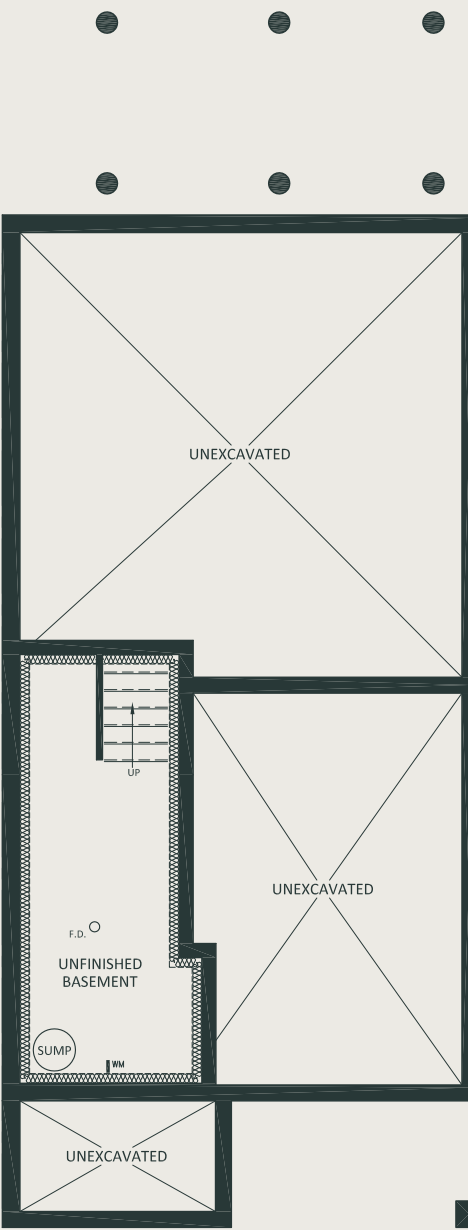 UNEXCAVATED
UP
UNEXCAVATED
F.D.
UNFINISHED
BASEMENT
SUMP
WM
UNEXCAVATED